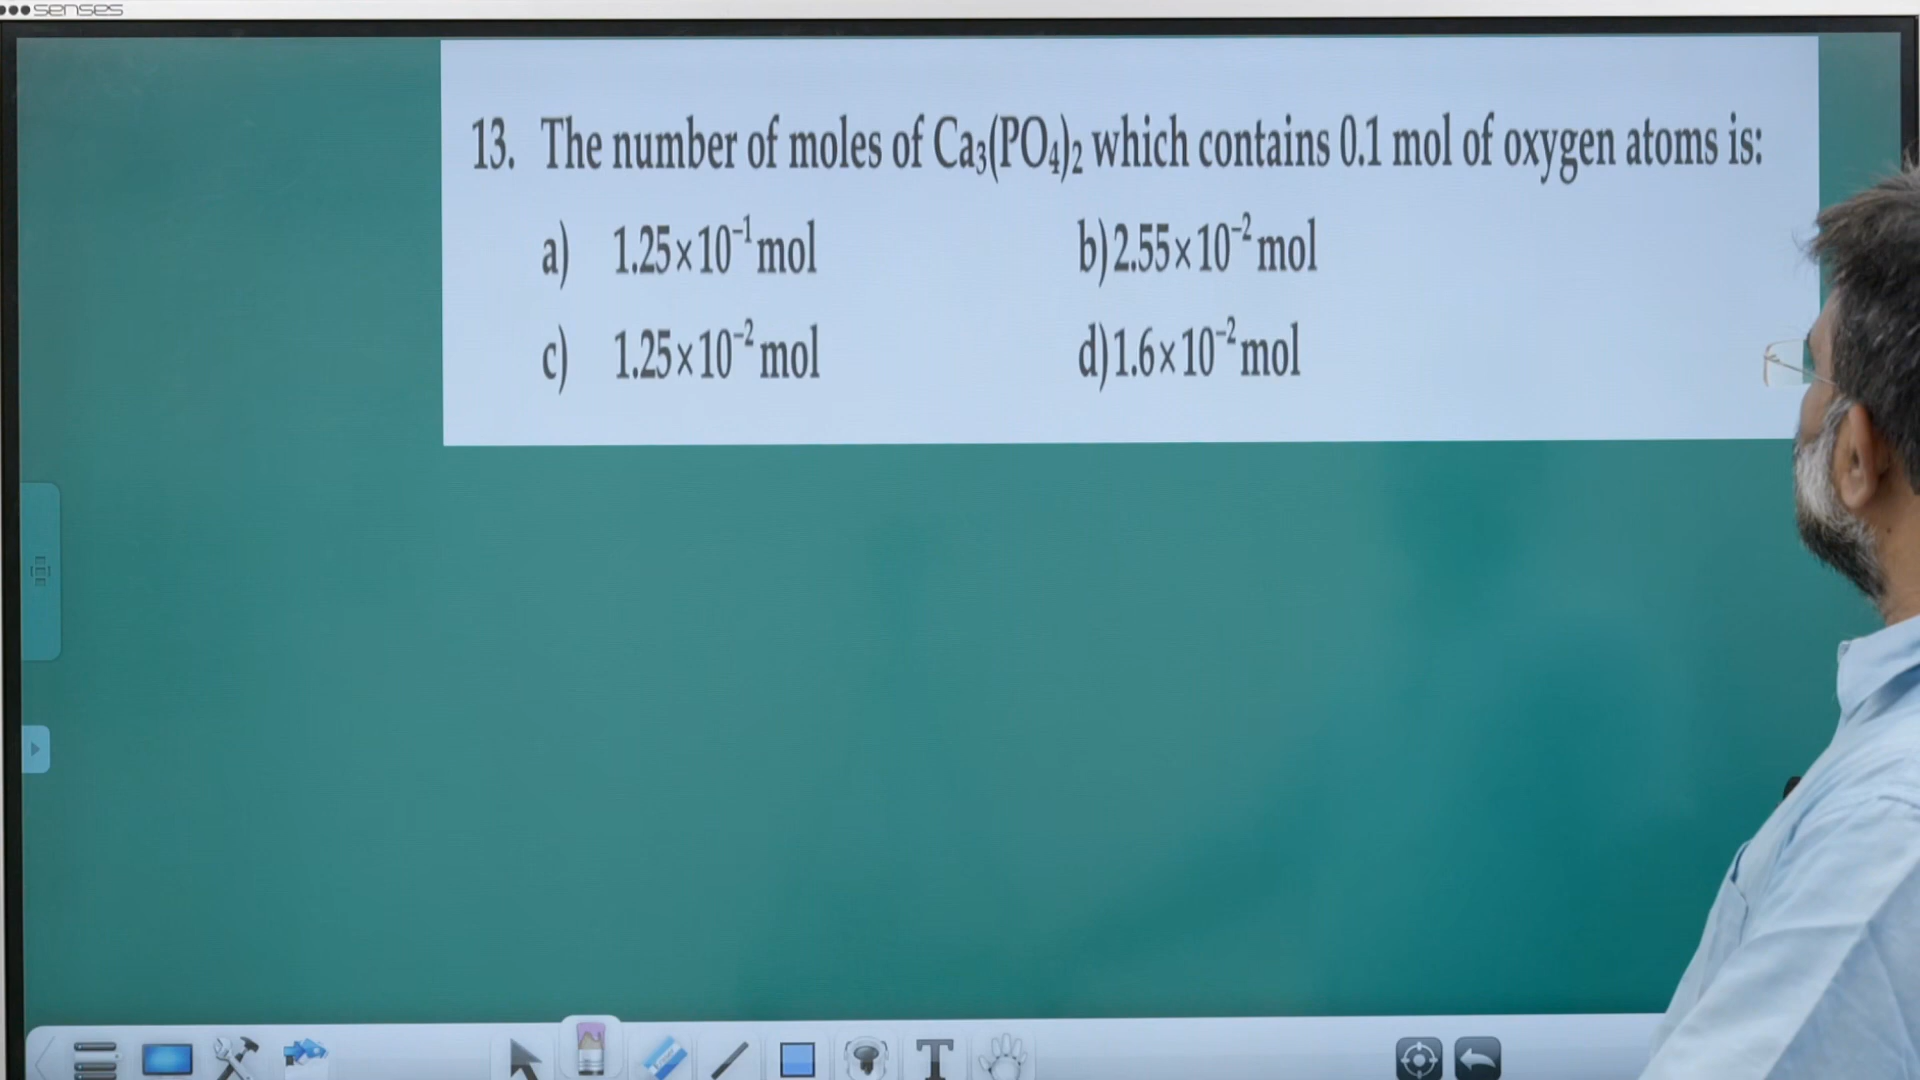 senses
13. The number of moles of Ca₃(PO₄)₂ which contains 0.1 mol of oxygen atoms is:
a) 1.25×10⁻¹mol b)2.55×10⁻²mol
c) 1.25×10⁻²mol d)1.6×10⁻²mol
T